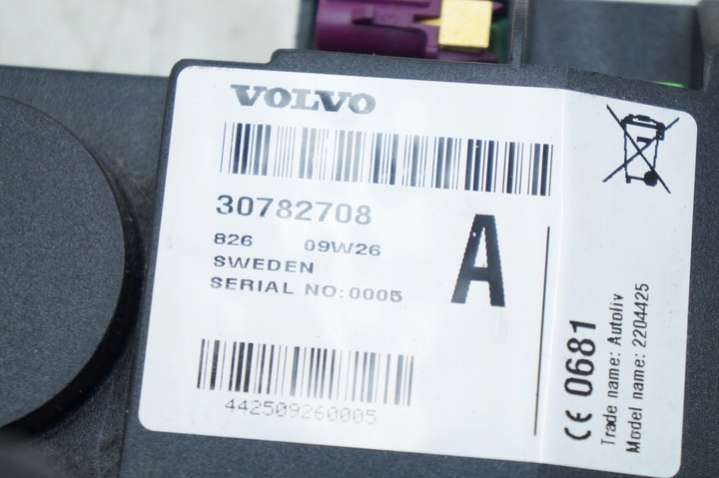 VOLVO
30782708
826 09W26
SWEDEN
SERIAL NO:0005
A
442509260005
CE 0681
Trade name: Autoliv
Model name: 2204425